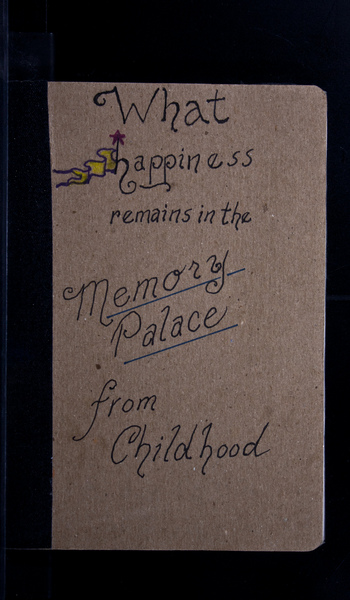 What
happiness
remains in the
Memory
Palace
from
Childhood